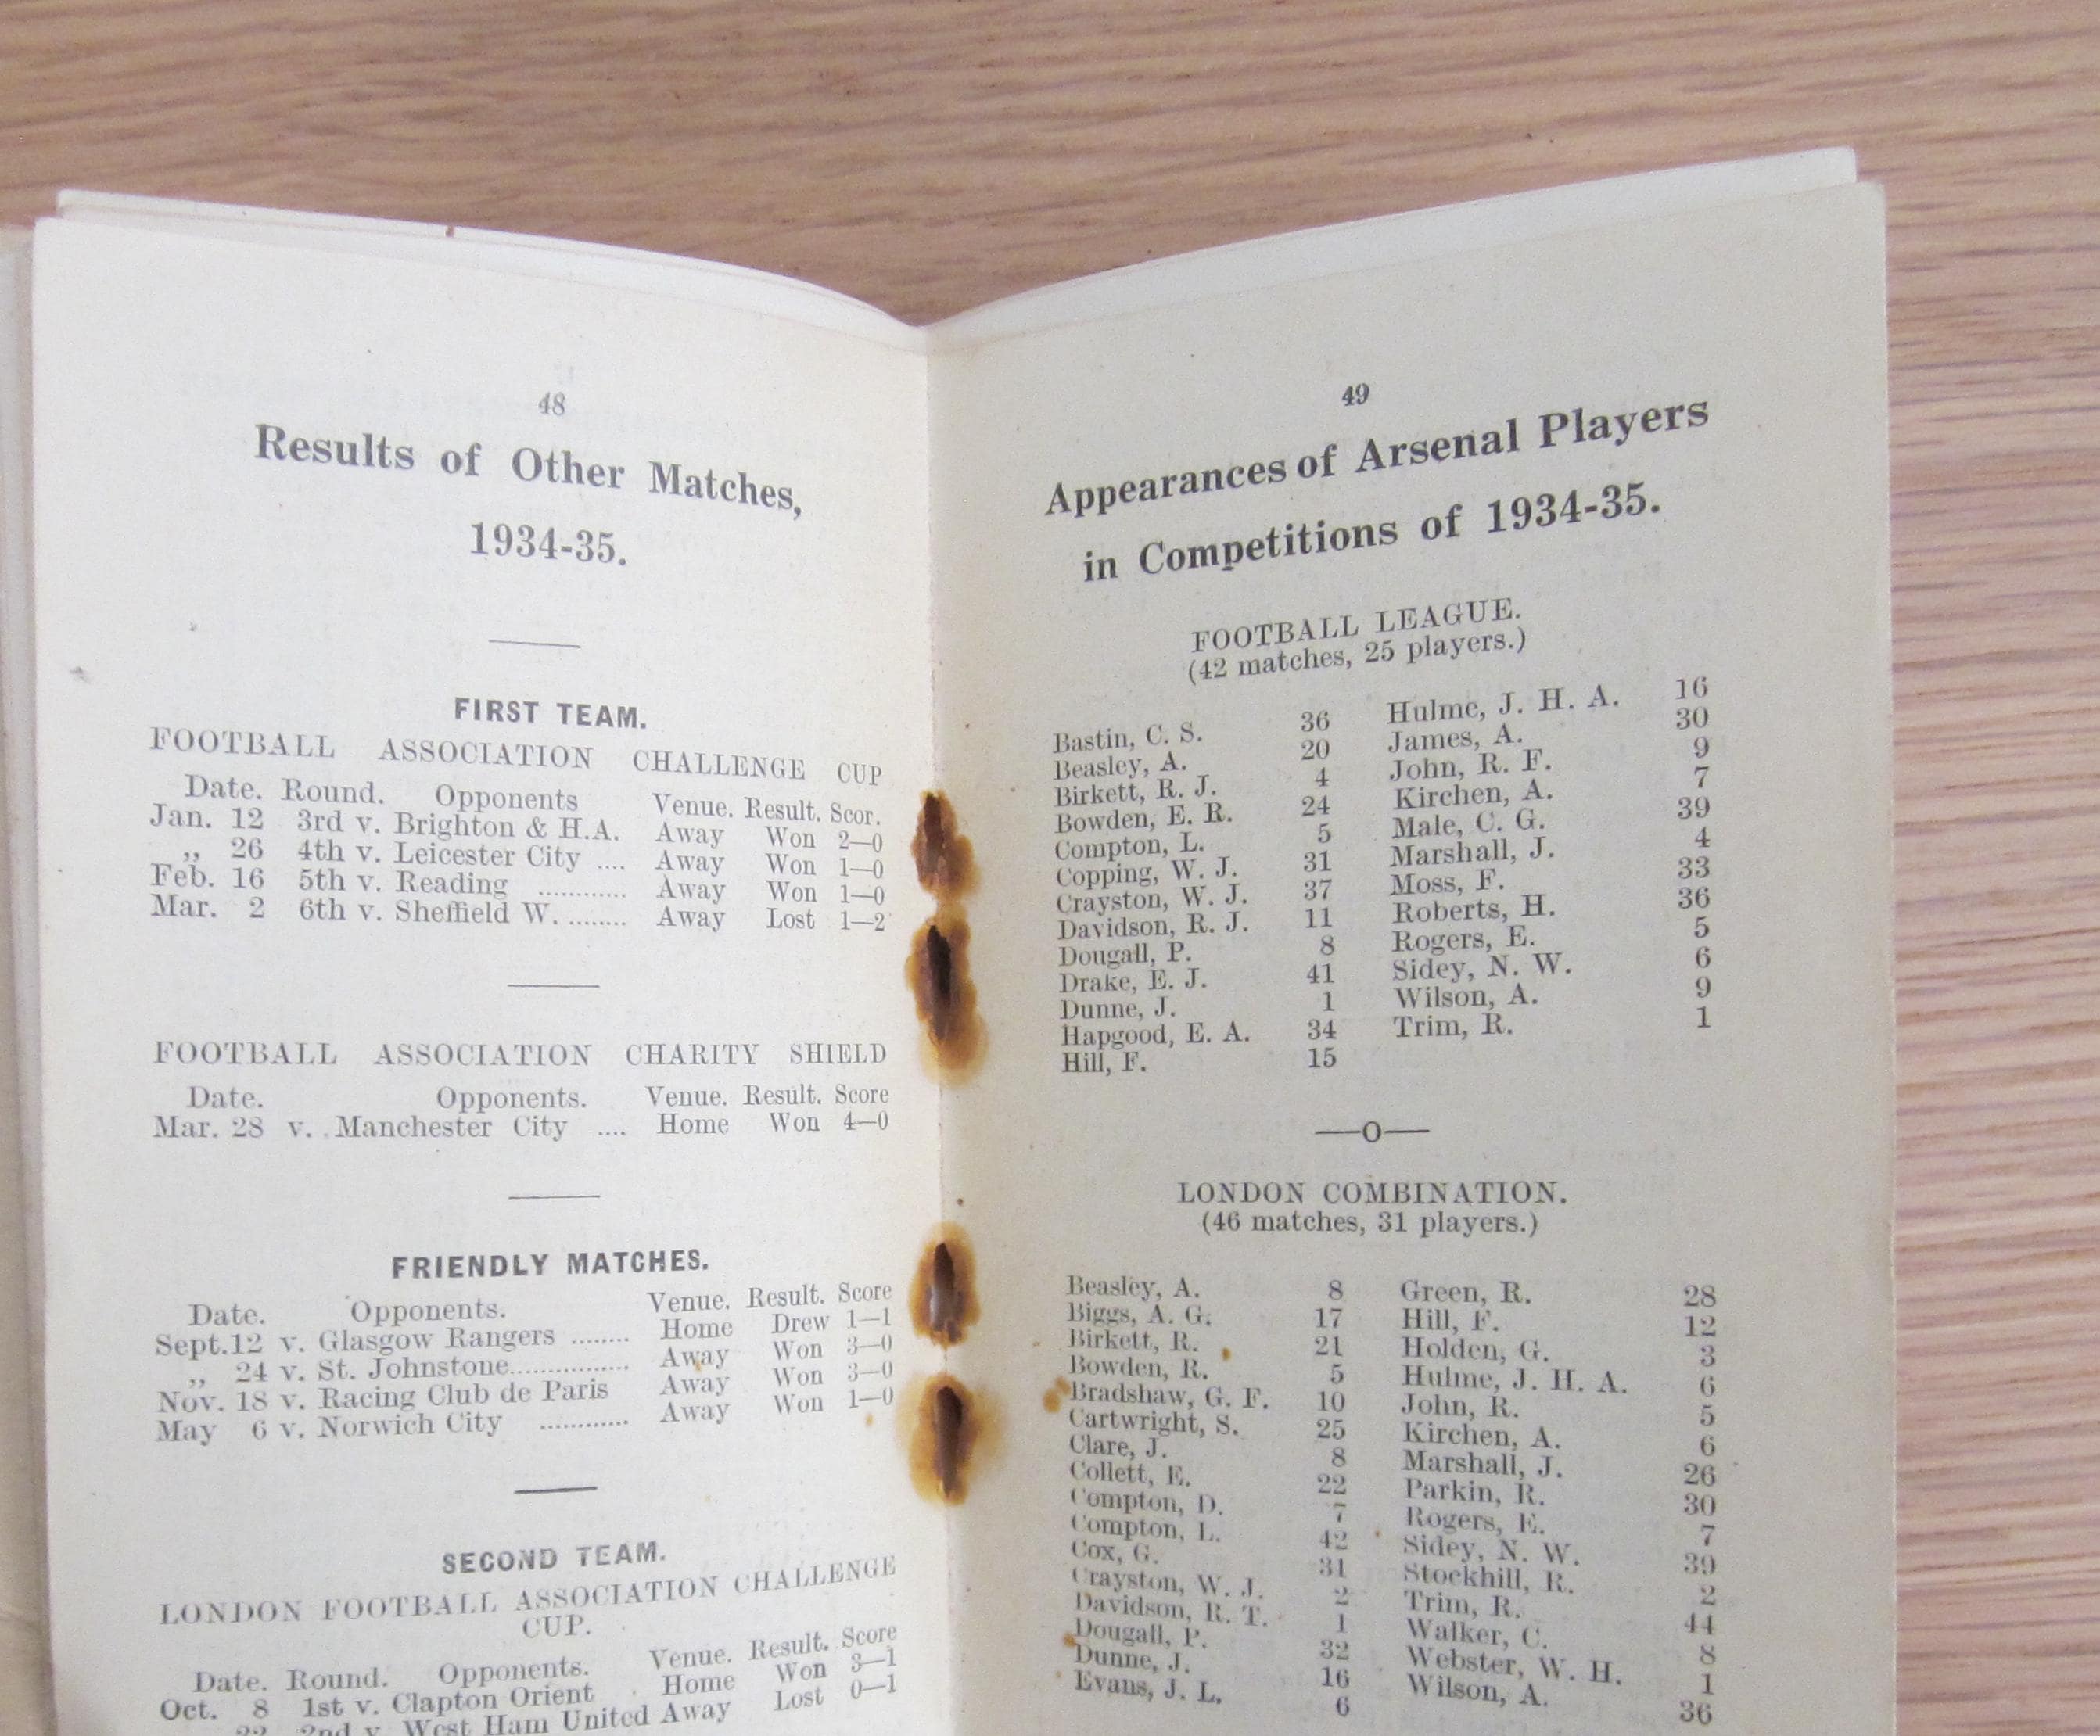 48
Results of Other Matches,
1934-35.
FIRST TEAM.
FOOTBALL ASSOCIATION CHALLENGE CUP
Date. Round. Opponents Venue. Result. Scor.
Jan. 12 3rd v. Brighton & H.A. Away Won 2—0
„ 26 4th v. Leicester City .... Away Won 1—0
Feb. 16 5th v. Reading ............ Away Won 1—0
Mar. 2 6th v. Sheffield W. ........ Away Lost 1—2
FOOTBALL ASSOCIATION CHARITY SHIELD
Date. Opponents. Venue. Result. Score
Mar. 28 v. Manchester City .... Home Won 4—0
FRIENDLY MATCHES.
Date. Opponents. Venue. Result. Score
Sept.12 v. Glasgow Rangers ........ Home Drew 1—1
„ 24 v. St. Johnstone................ Away Won 3—0
Nov. 18 v. Racing Club de Paris Away Won 3—0
May 6 v. Norwich City ............ Away Won 1—0
SECOND TEAM.
LONDON FOOTBALL ASSOCIATION CHALLENGE
CUP.
Date. Round. Opponents. Venue. Result. Score
Oct. 8 1st v. Clapton Orient Home Won 3—1
22 2nd v. West Ham United Away Lost 0—1
49
Appearances of Arsenal Players
in Competitions of 1934-35.
FOOTBALL LEAGUE.
(42 matches, 25 players.)
Bastin, C. S. 36 Hulme, J. H. A. 16
Beasley, A. 20 James, A. 30
Birkett, R. J. 4 John, R. F. 9
Bowden, E. R. 24 Kirchen, A. 7
Compton, L. 5 Male, C. G. 39
Copping, W. J. 31 Marshall, J. 4
Crayston, W. J. 37 Moss, F. 33
Davidson, R. J. 11 Roberts, H. 36
Dougall, P. 8 Rogers, E. 5
Drake, E. J. 41 Sidey, N. W. 6
Dunne, J. 1 Wilson, A. 9
Hapgood, E. A. 34 Trim, R. 1
Hill, F. 15
—o—
LONDON COMBINATION.
(46 matches, 31 players.)
Beasley, A. 8 Green, R. 28
Biggs, A. G. 17 Hill, F. 12
Birkett, R. 21 Holden, G. 3
Bowden, R. 5 Hulme, J. H. A. 6
Bradshaw, G. F. 10 John, R. 5
Cartwright, S. 25 Kirchen, A. 6
Clare, J. 8 Marshall, J. 26
Collett, E. 22 Parkin, R. 30
Compton, D. 7 Rogers, E. 7
Compton, L. 42 Sidey, N. W. 39
Cox, G. 31 Stockhill, R. 2
Crayston, W. J. 2 Trim, R. 44
Davidson, R. T. 1 Walker, C. 8
Dougall, P. 32 Webster, W. H. 1
Dunne, J. 16 Wilson, A. 36
Evans, J. L. 6